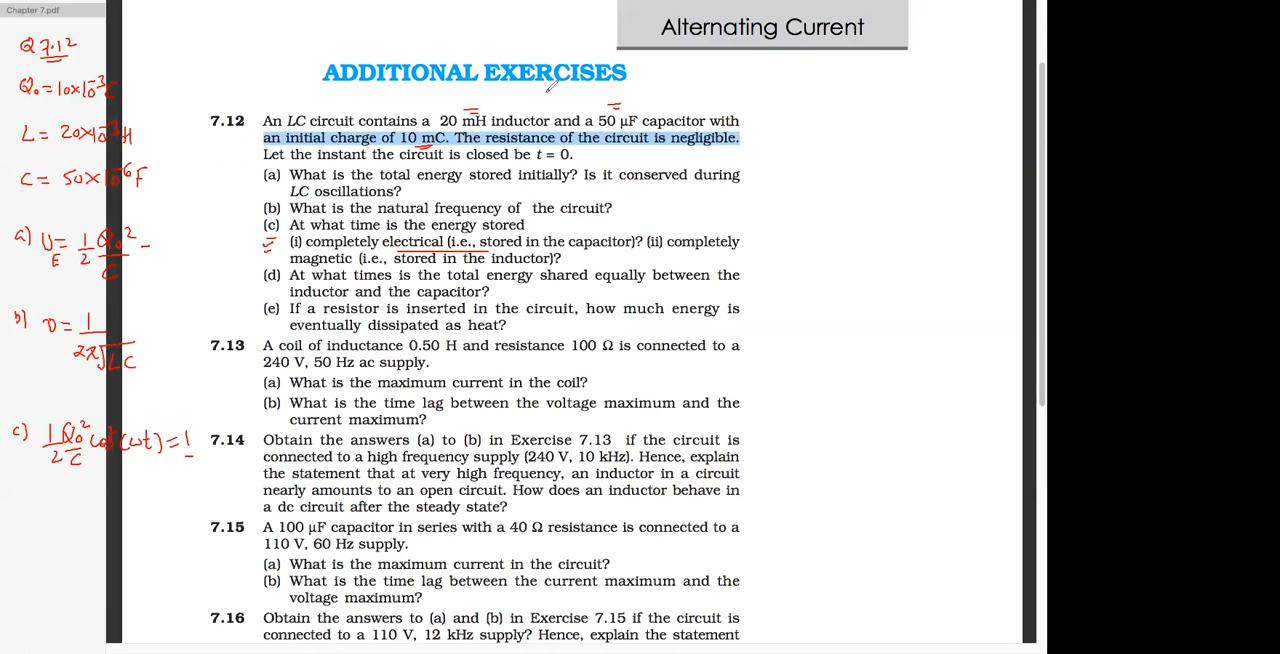 Chapter 7.pdf
Alternating Current
ADDITIONAL EXERCISES
Q 7.12
Q₀ = 10x10⁻³C
L = 20x10⁻³H
C = 50x10⁻⁶F
a) U_E = 1/2 Q₀²/C
b) υ = 1/2π√LC
c) 1/2 Q₀²/C cos²(ωt) = 1
7.12 An LC circuit contains a 20 mH inductor and a 50 μF capacitor with
an initial charge of 10 mC. The resistance of the circuit is negligible.
Let the instant the circuit is closed be t = 0.
(a) What is the total energy stored initially? Is it conserved during
LC oscillations?
(b) What is the natural frequency of the circuit?
(c) At what time is the energy stored
(i) completely electrical (i.e., stored in the capacitor)? (ii) completely
magnetic (i.e., stored in the inductor)?
(d) At what times is the total energy shared equally between the
inductor and the capacitor?
(e) If a resistor is inserted in the circuit, how much energy is
eventually dissipated as heat?
7.13 A coil of inductance 0.50 H and resistance 100 Ω is connected to a
240 V, 50 Hz ac supply.
(a) What is the maximum current in the coil?
(b) What is the time lag between the voltage maximum and the
current maximum?
7.14 Obtain the answers (a) to (b) in Exercise 7.13 if the circuit is
connected to a high frequency supply (240 V, 10 kHz). Hence, explain
the statement that at very high frequency, an inductor in a circuit
nearly amounts to an open circuit. How does an inductor behave in
a dc circuit after the steady state?
7.15 A 100 μF capacitor in series with a 40 Ω resistance is connected to a
110 V, 60 Hz supply.
(a) What is the maximum current in the circuit?
(b) What is the time lag between the current maximum and the
voltage maximum?
7.16 Obtain the answers to (a) and (b) in Exercise 7.15 if the circuit is
connected to a 110 V, 12 kHz supply? Hence, explain the statement